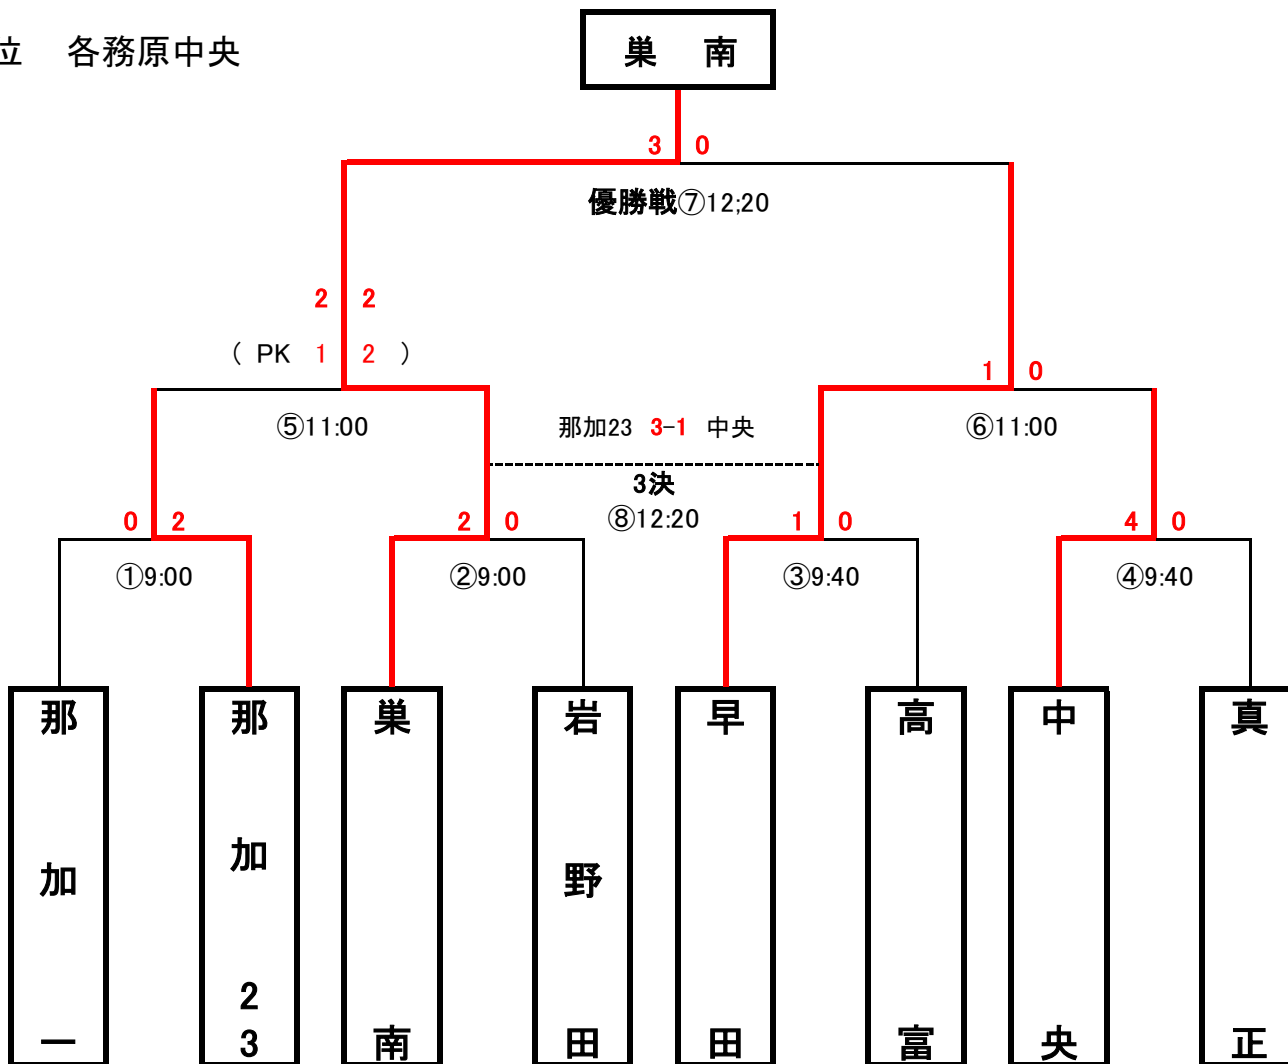 位 各務原中央
巣 南
3 0
優勝戦⑦12;20
2 2
( PK 1 2 )
1 0
⑤11:00
那加23 3-1 中央
⑥11:00
3決
⑧12:20
0 2
2 0
1 0
4 0
①9:00
②9:00
③9:40
④9:40
那加一
那加23
巣南
岩野田
早田
高富
中央
真正